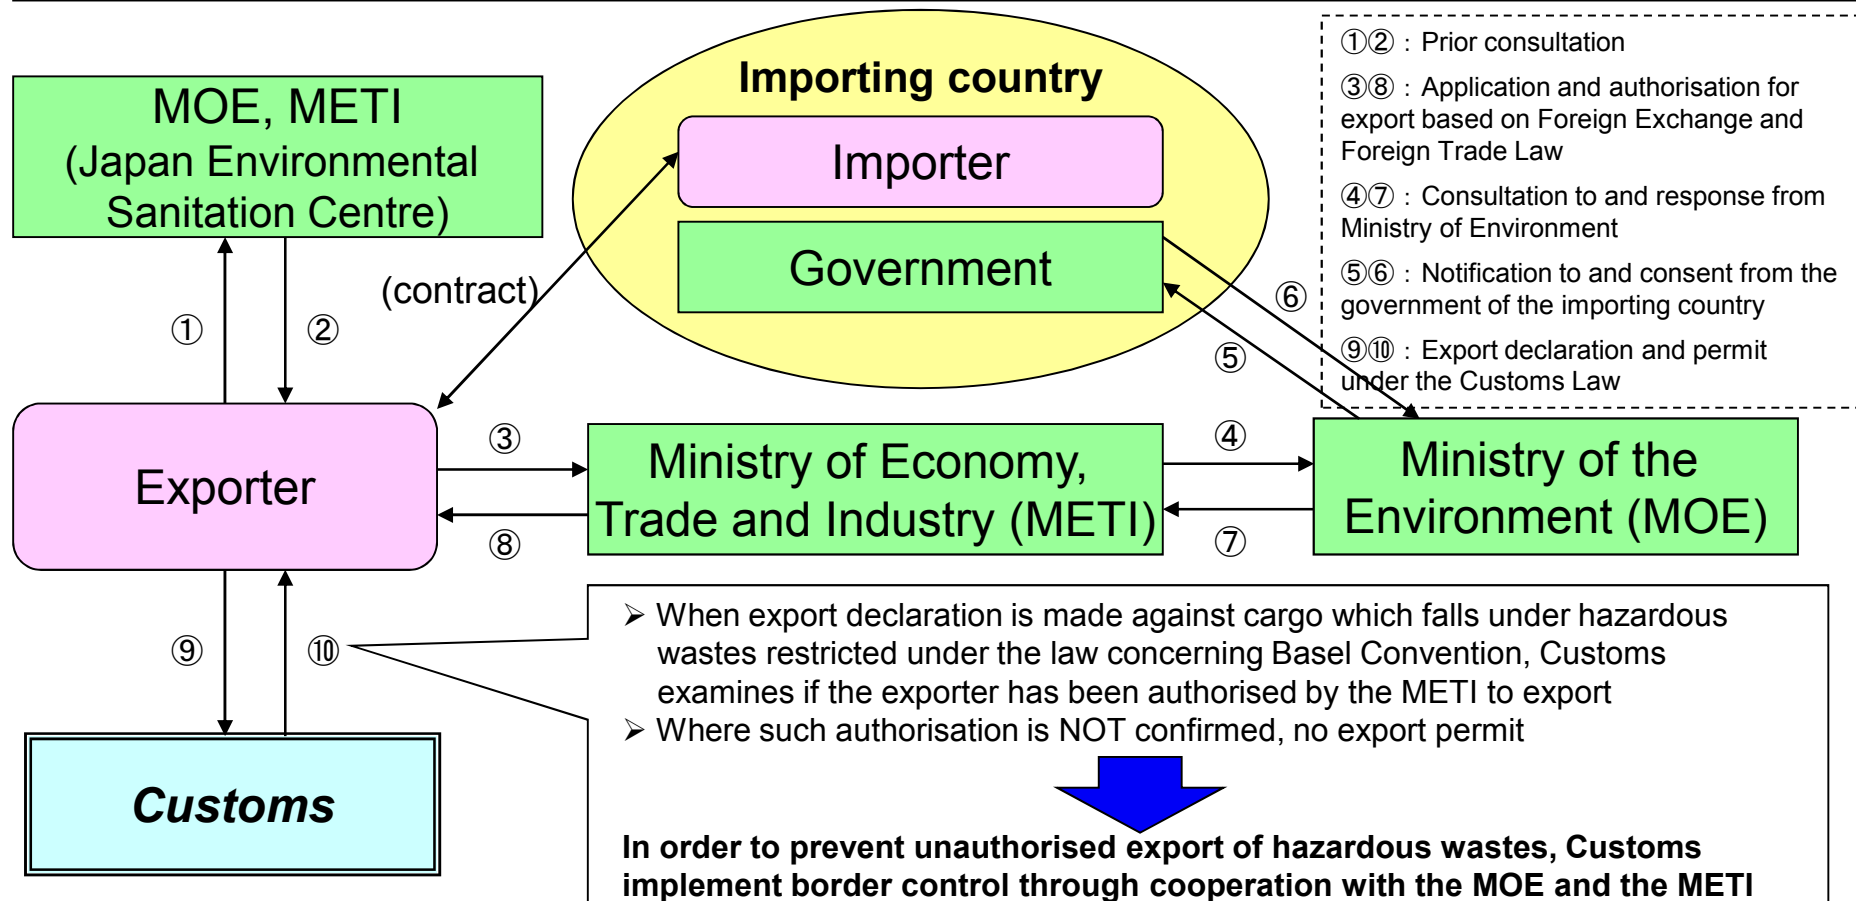 MOE, METI
(Japan Environmental
Sanitation Centre)
Importing country
Importer
Government
①② : Prior consultation
③⑧ : Application and authorisation for
export based on Foreign Exchange and
Foreign Trade Law
④⑦ : Consultation to and response from
Ministry of Environment
⑤⑥ : Notification to and consent from the
government of the importing country
⑨⑩ : Export declaration and permit
under the Customs Law
(contract)
①
②
⑥
⑤
Exporter
③
⑧
Ministry of Economy,
Trade and Industry (METI)
④
⑦
Ministry of the
Environment (MOE)
⑨
⑩
Customs
➢ When export declaration is made against cargo which falls under hazardous
wastes restricted under the law concerning Basel Convention, Customs
examines if the exporter has been authorised by the METI to export
➢ Where such authorisation is NOT confirmed, no export permit
In order to prevent unauthorised export of hazardous wastes, Customs
implement border control through cooperation with the MOE and the METI